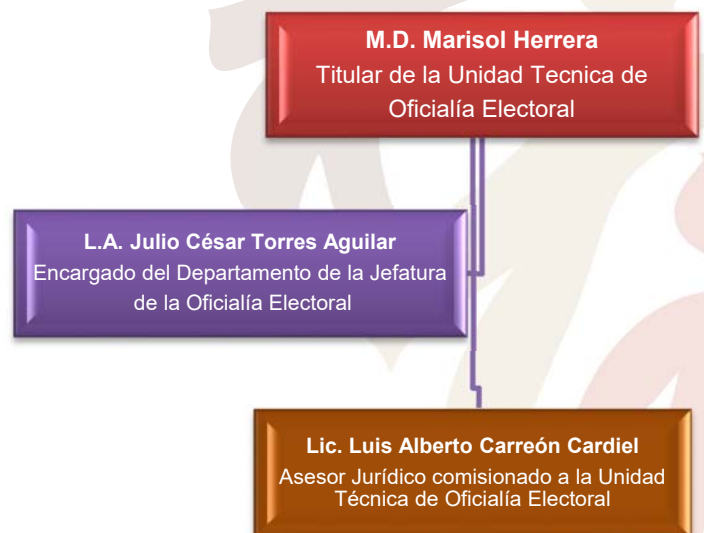 M.D. Marisol Herrera
Titular de la Unidad Tecnica de
Oficialía Electoral
L.A. Julio César Torres Aguilar
Encargado del Departamento de la Jefatura
de la Oficialía Electoral
Lic. Luis Alberto Carreón Cardiel
Asesor Jurídico comisionado a la Unidad
Técnica de Oficialía Electoral